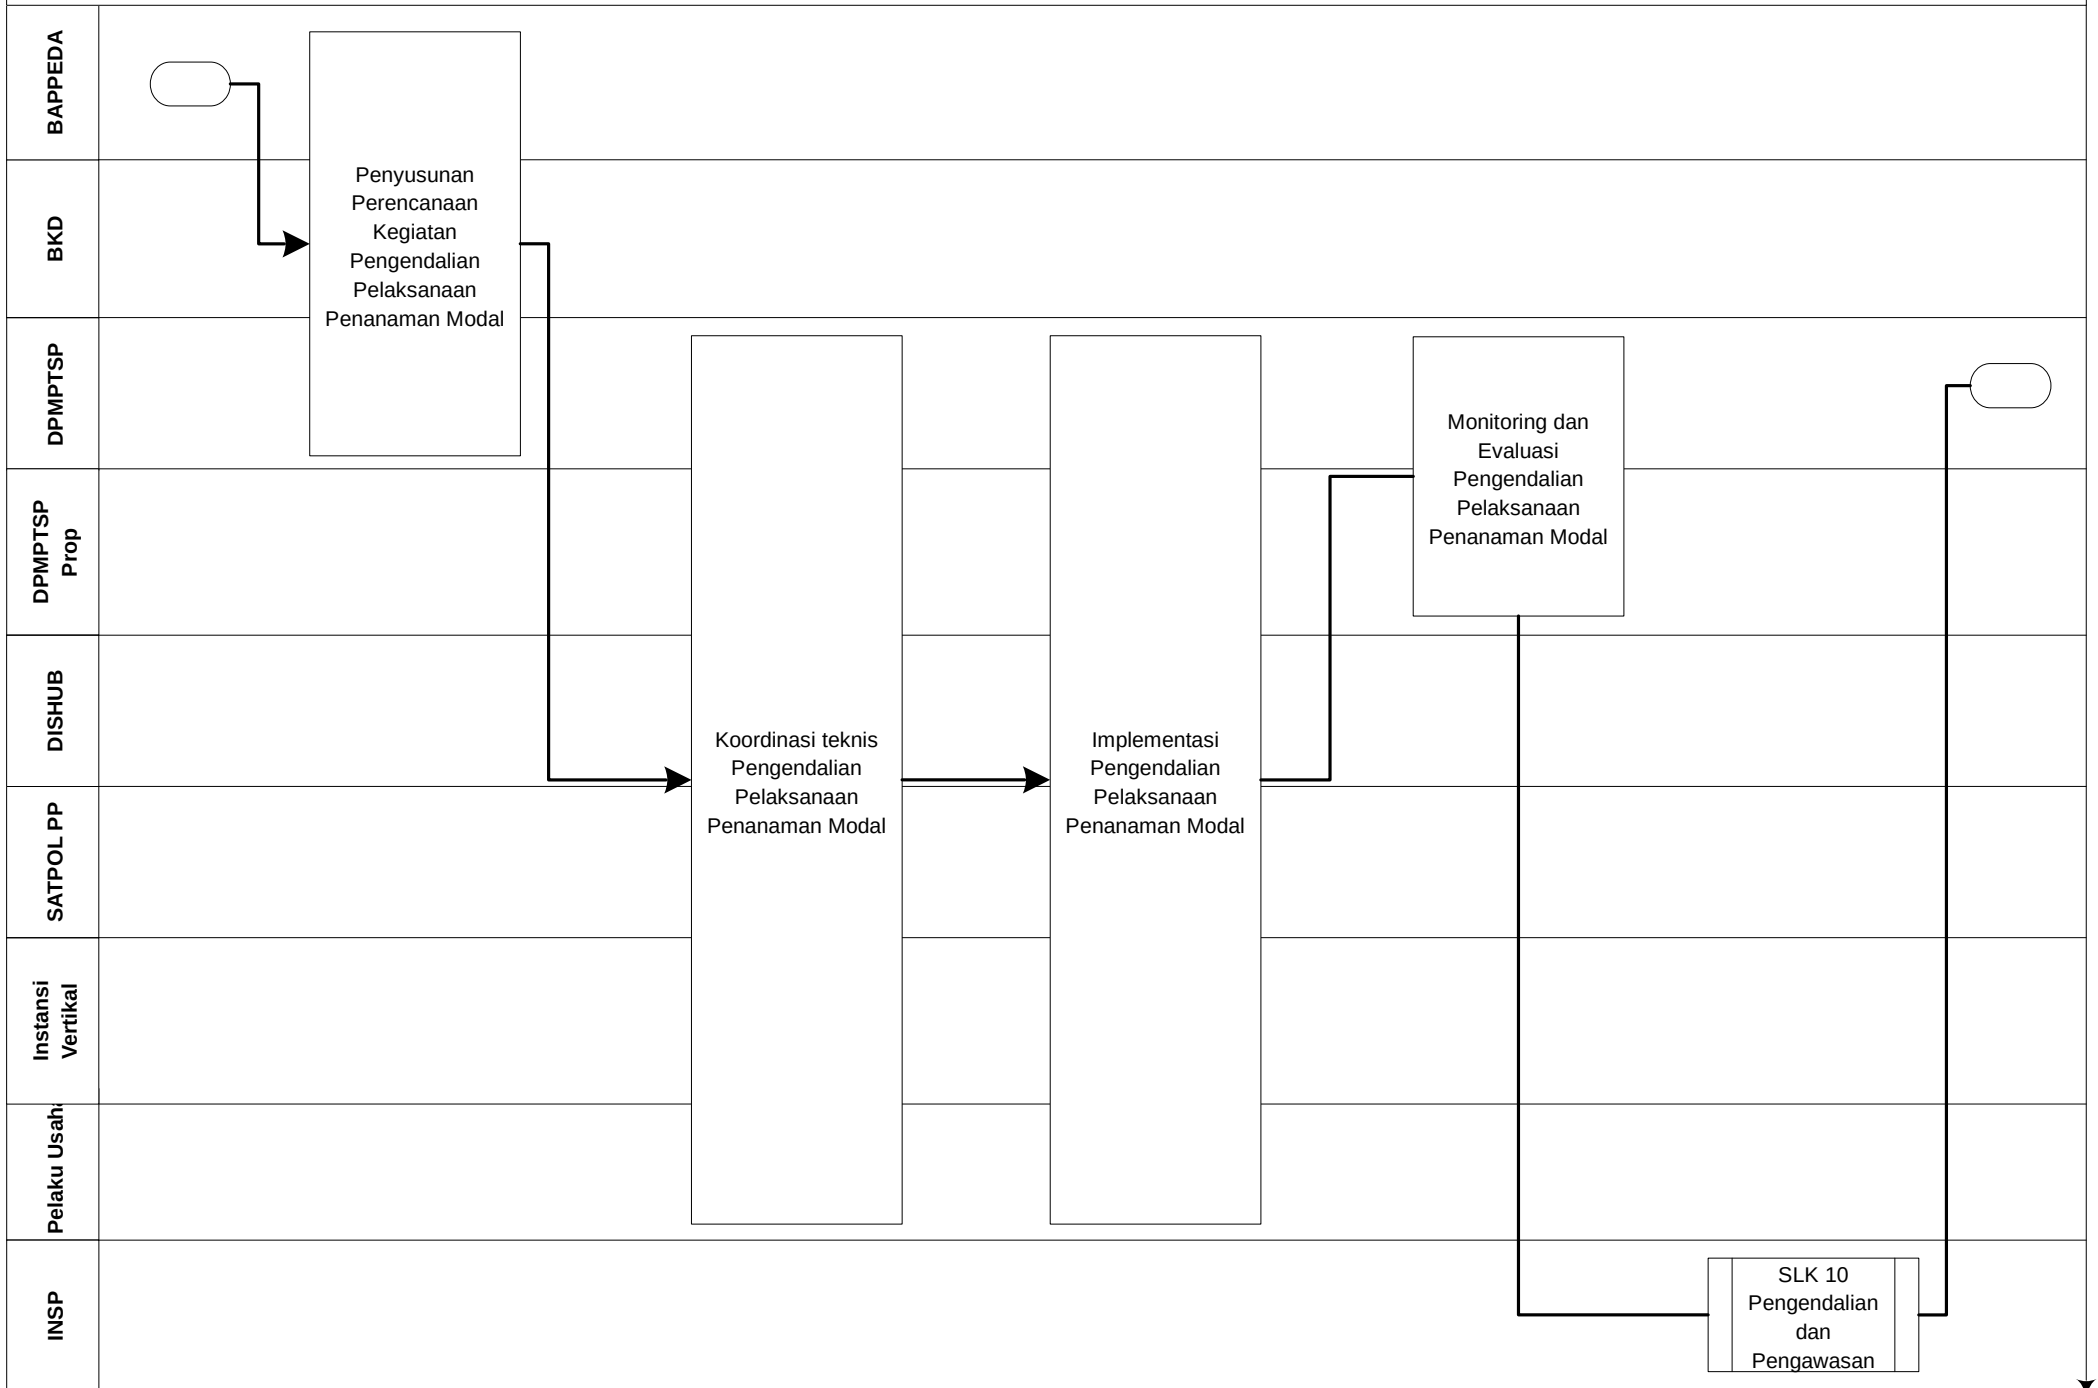 BAPPEDA
BKD
DPMPTSP
DPMPTSP
Prop
DISHUB
SATPOL PP
Instansi
Vertikal
Pelaku
INSP
Penyusunan
Perencanaan
Kegiatan
Pengendalian
Pelaksanaan
Penanaman Modal
Koordinasi teknis
Pengendalian
Pelaksanaan
Penanaman Modal
Implementasi
Pengendalian
Pelaksanaan
Penanaman Modal
Monitoring dan
Evaluasi
Pengendalian
Pelaksanaan
Penanaman Modal
SLK 10
Pengendalian
dan
Pengawasan